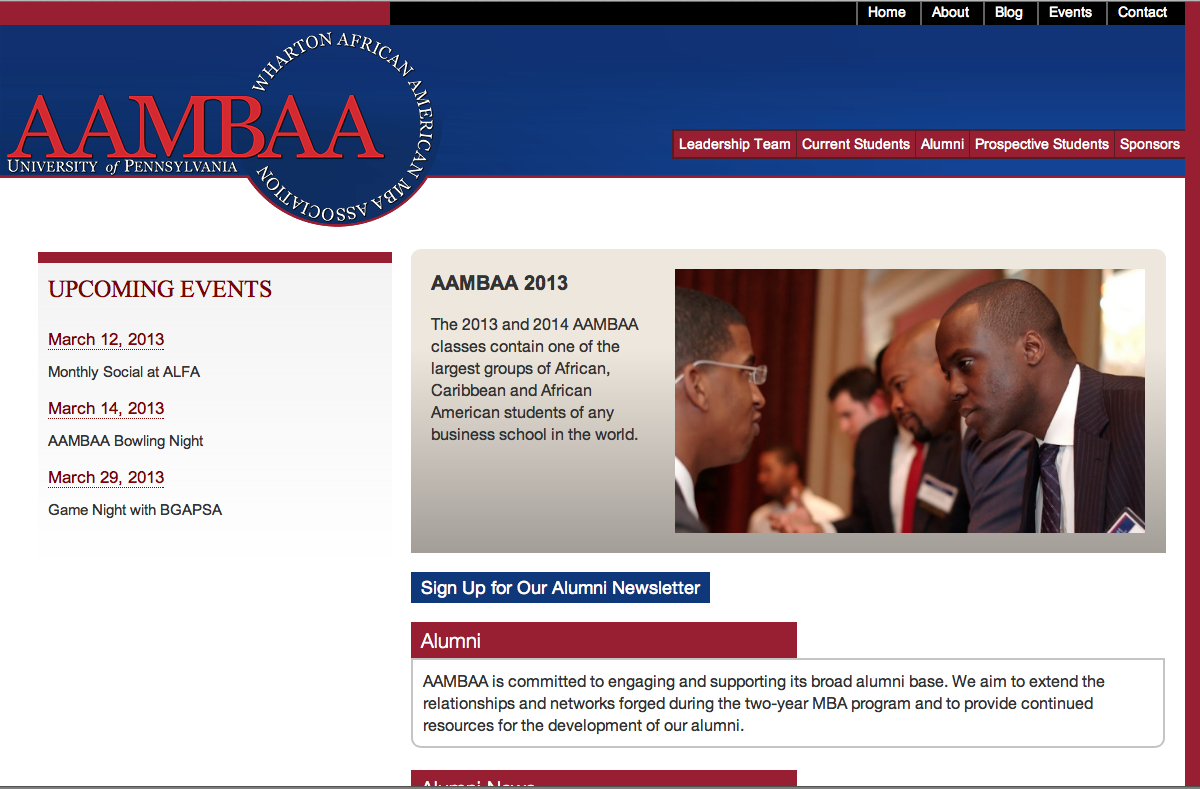 Home About Blog Events Contact
WHARTON AFRICAN AMERICAN MBA ASSOCIATION
AAMBAA
UNIVERSITY of PENNSYLVANIA
Leadership Team Current Students Alumni Prospective Students Sponsors
UPCOMING EVENTS
March 12, 2013
Monthly Social at ALFA
March 14, 2013
AAMBAA Bowling Night
March 29, 2013
Game Night with BGAPSA
AAMBAA 2013
The 2013 and 2014 AAMBAA
classes contain one of the
largest groups of African,
Caribbean and African
American students of any
business school in the world.
Sign Up for Our Alumni Newsletter
Alumni
AAMBAA is committed to engaging and supporting its broad alumni base. We aim to extend the
relationships and networks forged during the two-year MBA program and to provide continued
resources for the development of our alumni.
Alumni News